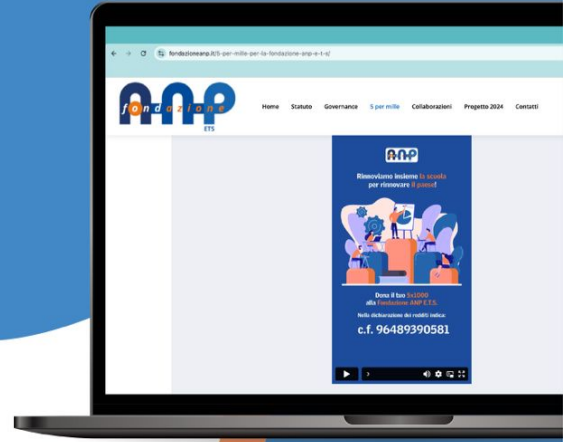 fondazioneanp.it/5-per-mille-per-la-fondazione-anp-e-t-s/
ANP
fondazione
ETS
Home Statuto Governance 5 per mille Collaborazioni Progetto 2024 Contatti
ANP
Rinnoviamo insieme la scuola
per rinnovare il paese!
Dona il tuo 5x1000
alla Fondazione ANP E.T.S.
Nella dichiarazione dei redditi indica:
c.f. 96489390581